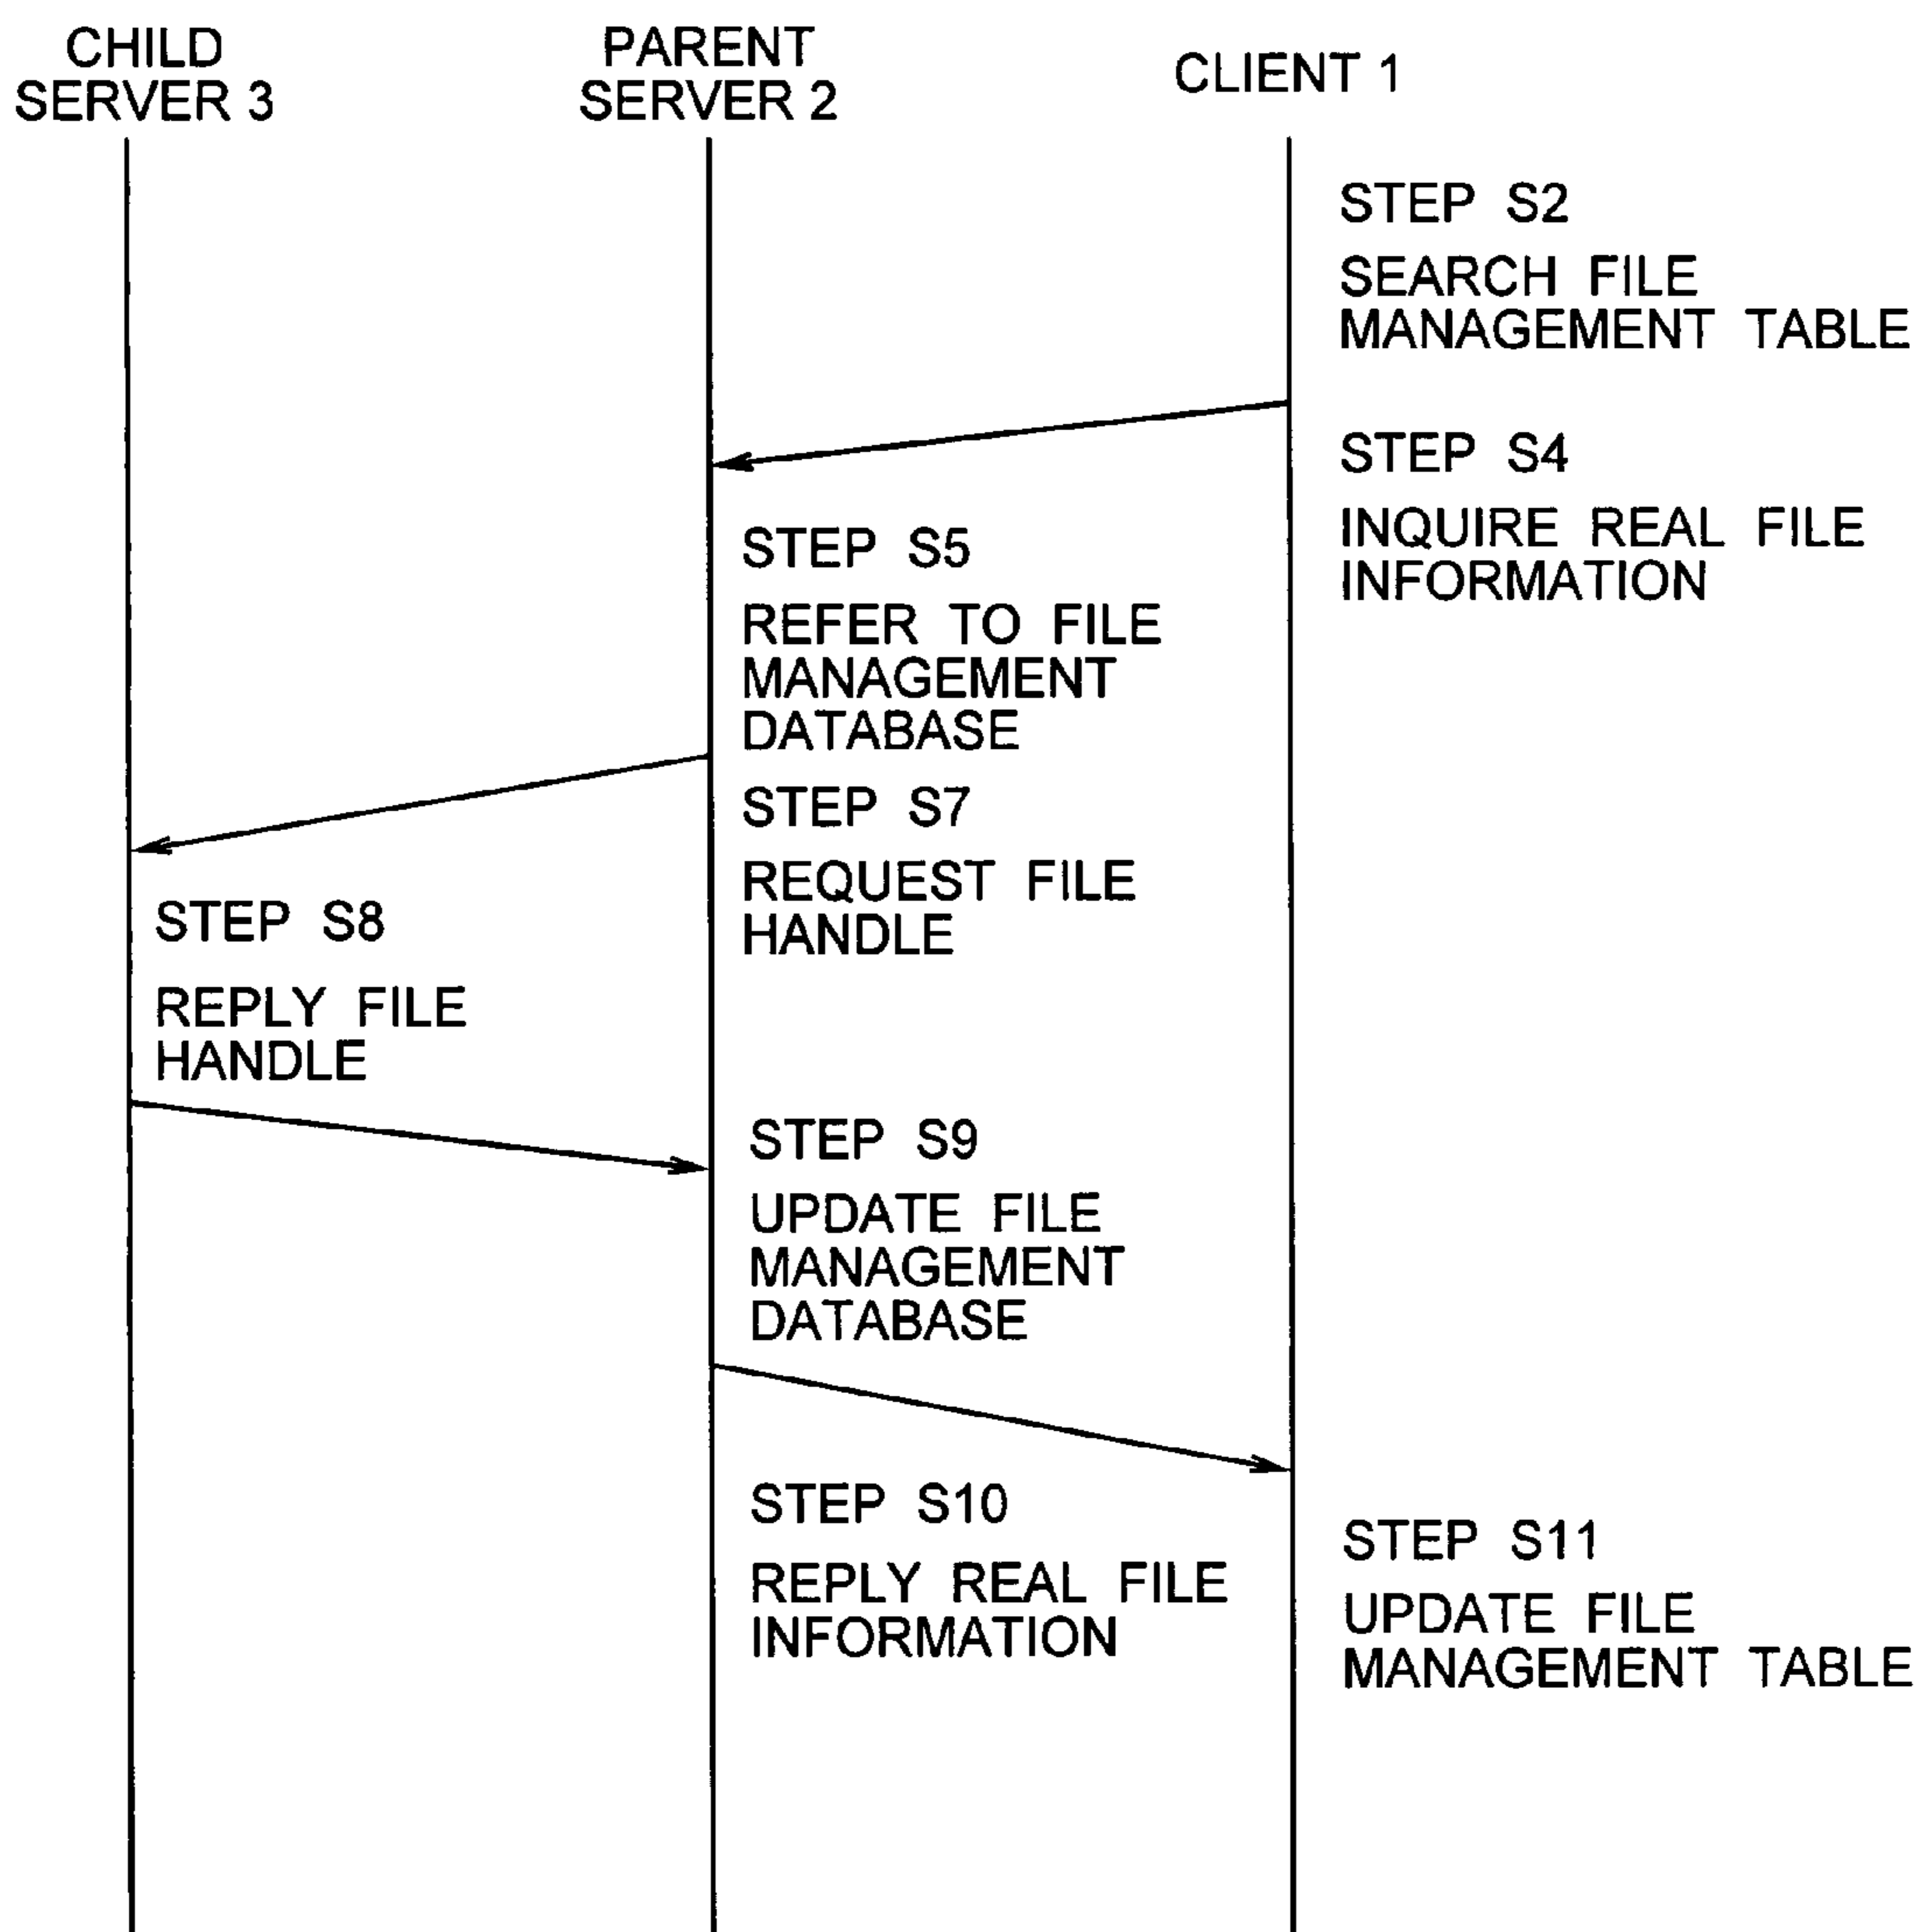 CHILD
SERVER 3
PARENT
SERVER 2
CLIENT 1
STEP S2
SEARCH FILE
MANAGEMENT TABLE
STEP S4
INQUIRE REAL FILE
INFORMATION
STEP S5
REFER TO FILE
MANAGEMENT
DATABASE
STEP S7
REQUEST FILE
HANDLE
STEP S8
REPLY FILE
HANDLE
STEP S9
UPDATE FILE
MANAGEMENT
DATABASE
STEP S10
REPLY REAL FILE
INFORMATION
STEP S11
UPDATE FILE
MANAGEMENT TABLE